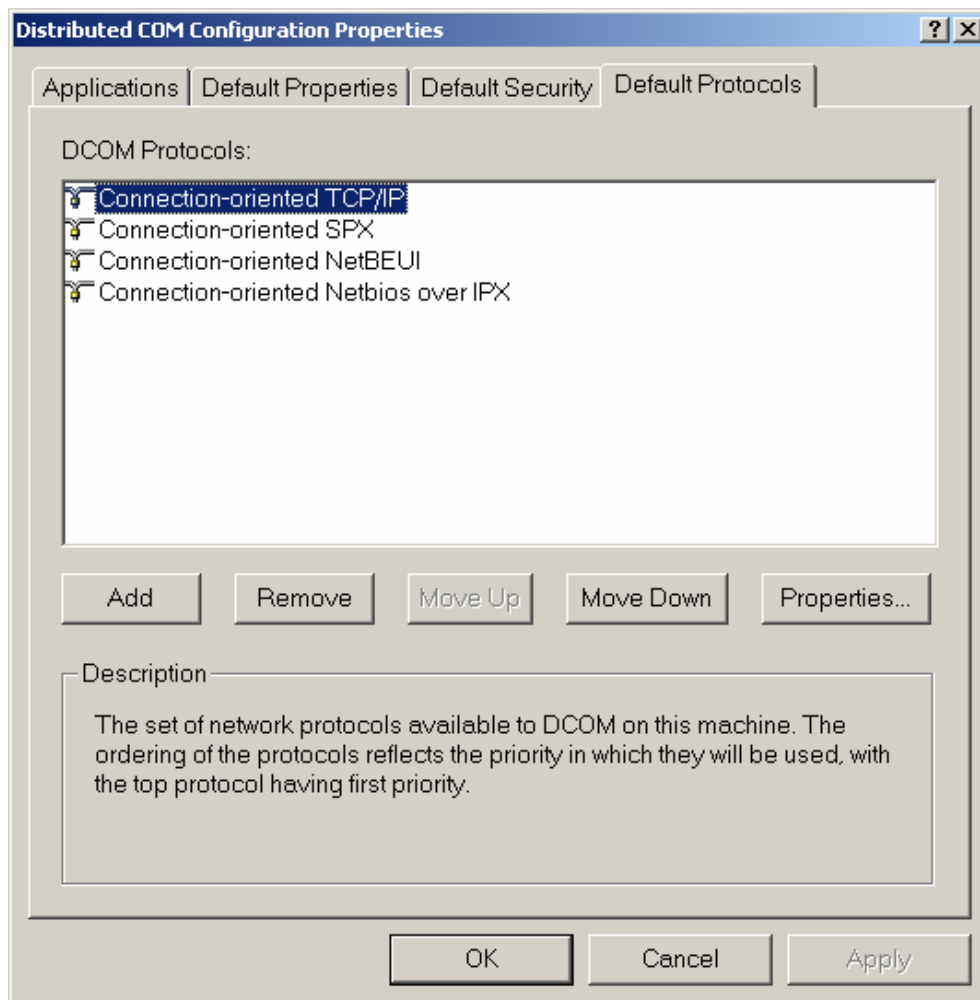 Distributed COM Configuration Properties
Applications Default Properties Default Security Default Protocols
DCOM Protocols:
Connection-oriented TCP/IP
Connection-oriented SPX
Connection-oriented NetBEUI
Connection-oriented Netbios over IPX
Add Remove Move Up Move Down Properties...
Description
The set of network protocols available to DCOM on this machine. The
ordering of the protocols reflects the priority in which they will be used, with
the top protocol having first priority.
OK Cancel Apply